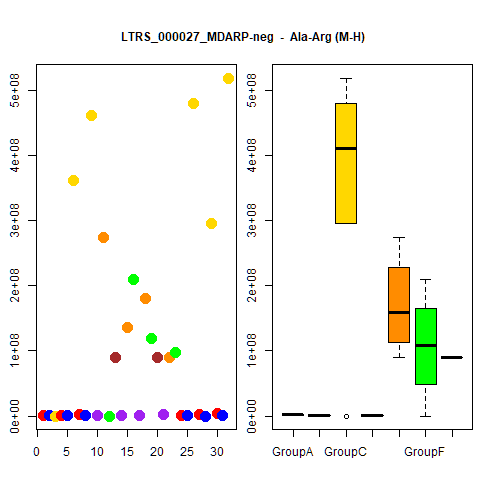 LTRS_000027_MDARP-neg - Ala-Arg (M-H)
5e+08
4e+08
3e+08
2e+08
1e+08
0e+00
0 5 10 15 20 25 30
5e+08
4e+08
3e+08
2e+08
1e+08
0e+00
GroupA GroupC GroupF